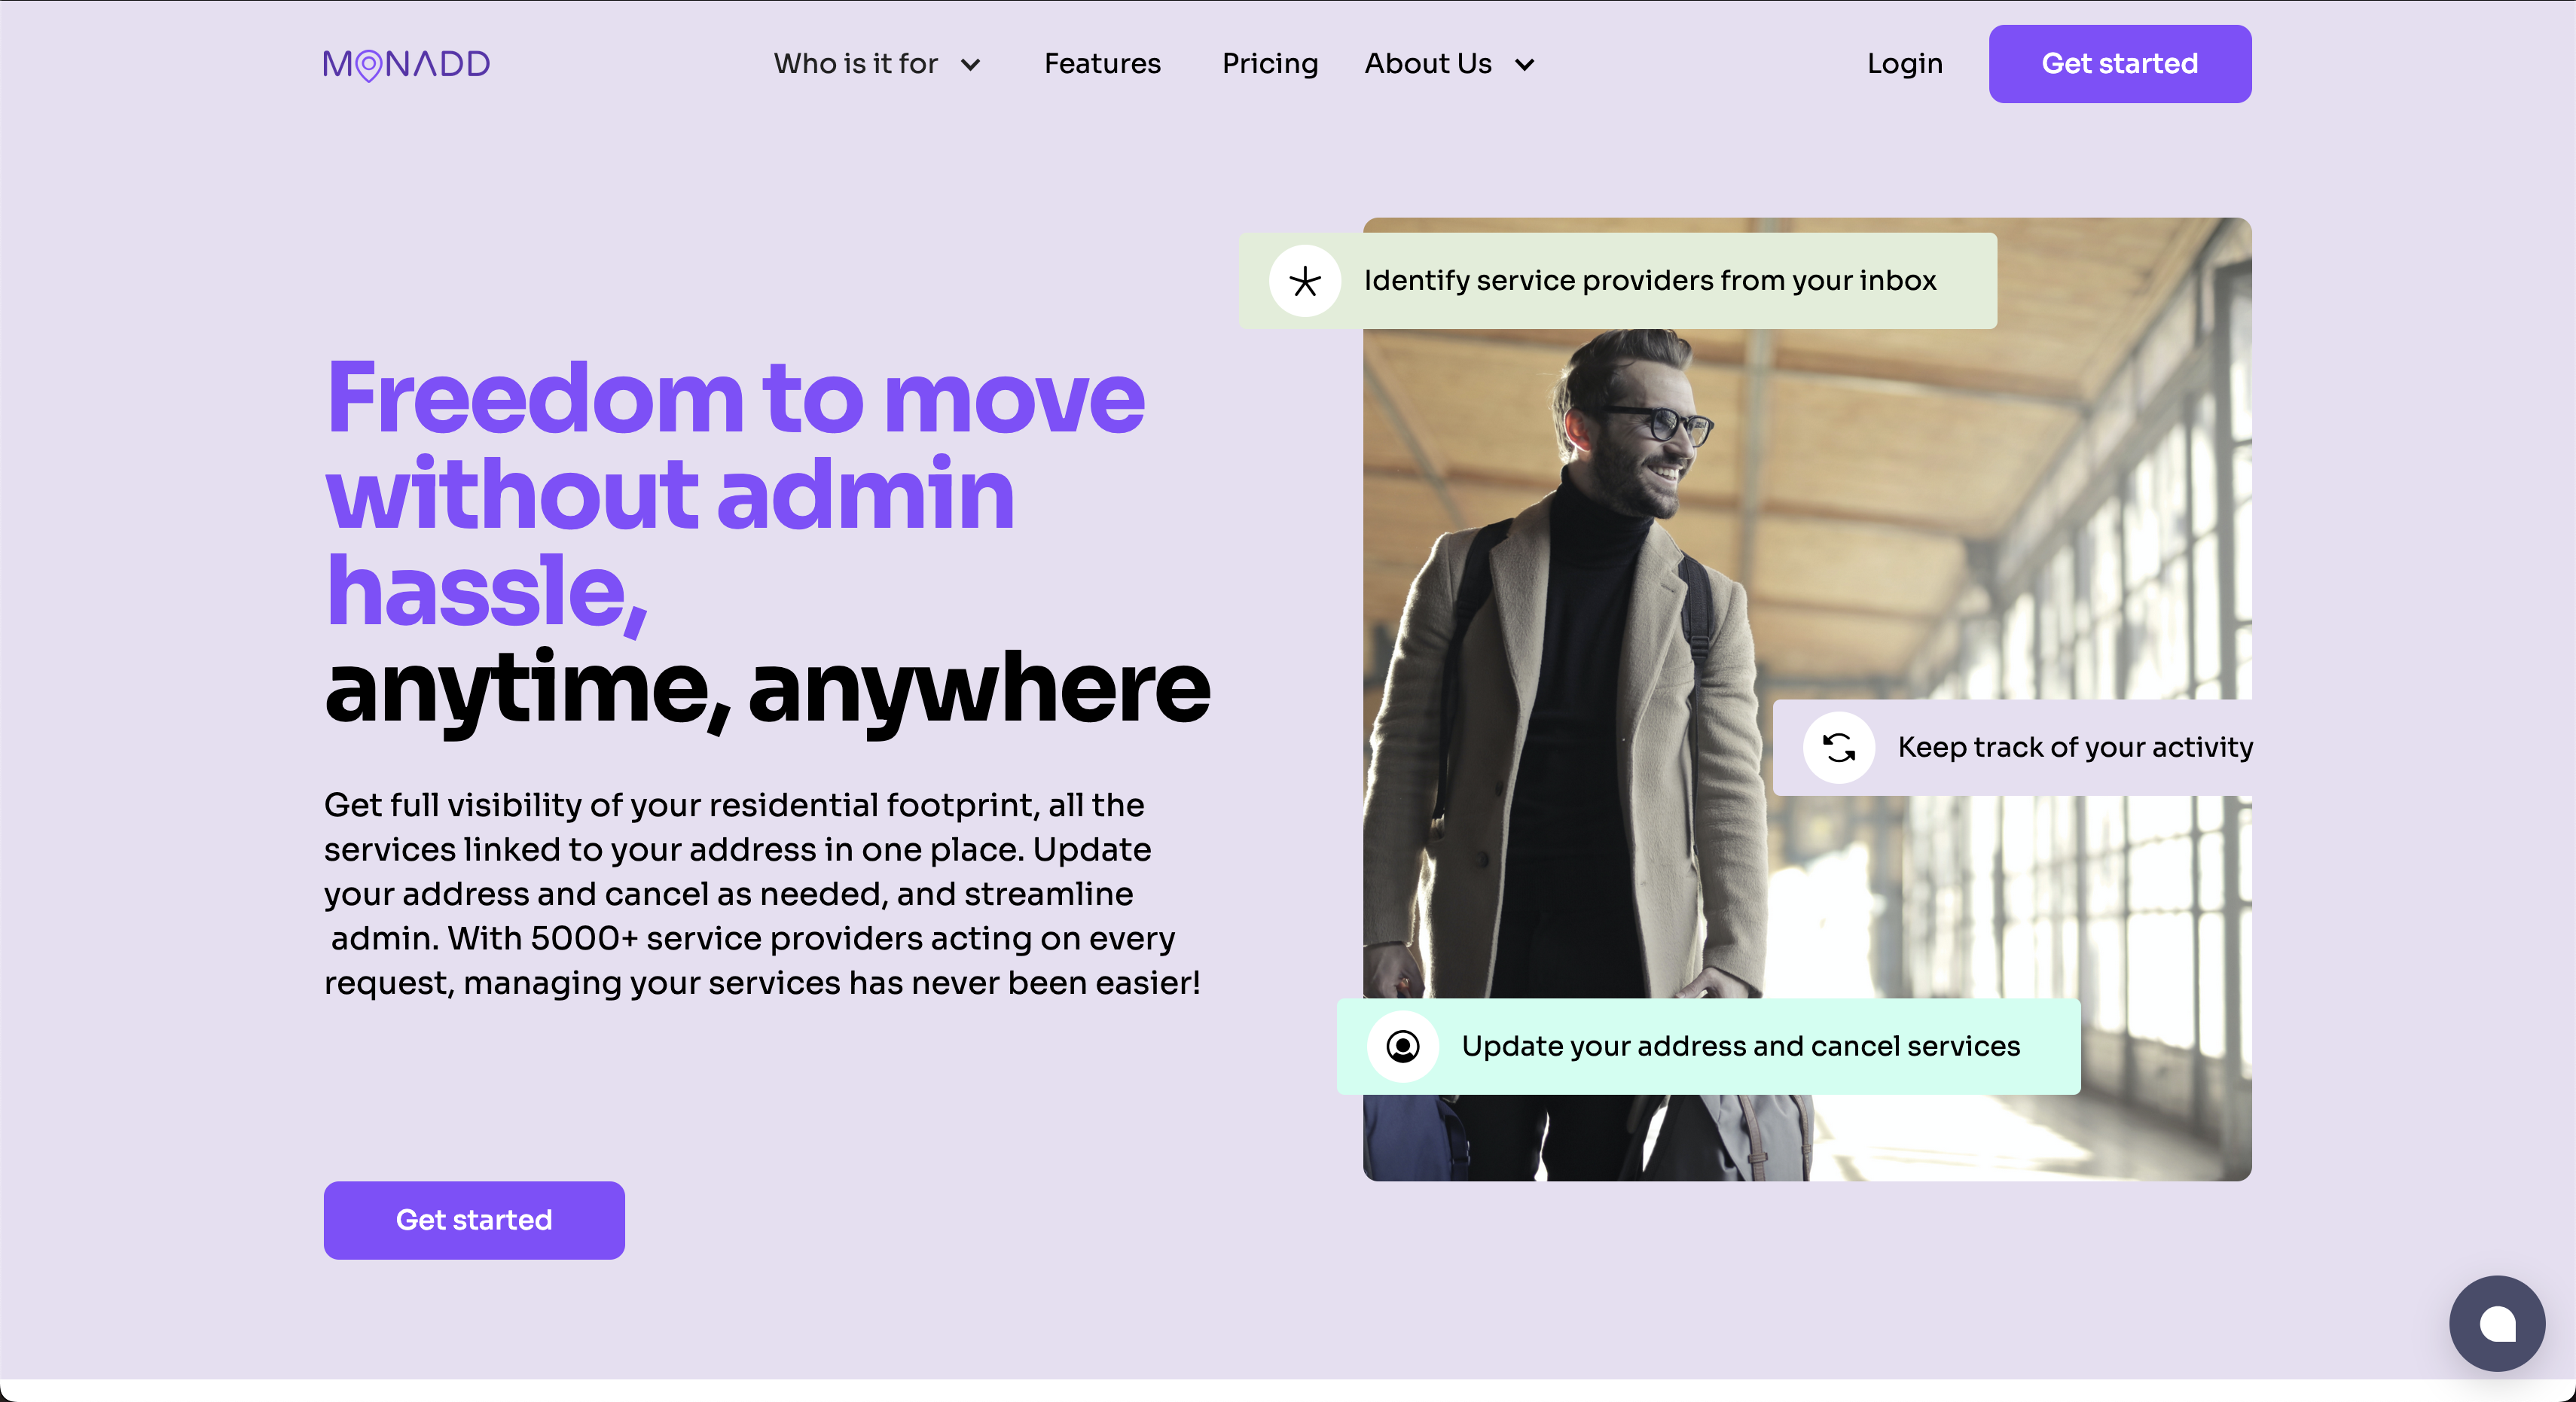 MONADD
Who is it for
Features
Pricing
About Us
Login
Get started
Freedom to move
without admin
hassle,
anytime, anywhere
Get full visibility of your residential footprint, all the
services linked to your address in one place. Update
your address and cancel as needed, and streamline
admin. With 5000+ service providers acting on every
request, managing your services has never been easier!
Get started
Identify service providers from your inbox
Keep track of your activity
Update your address and cancel services